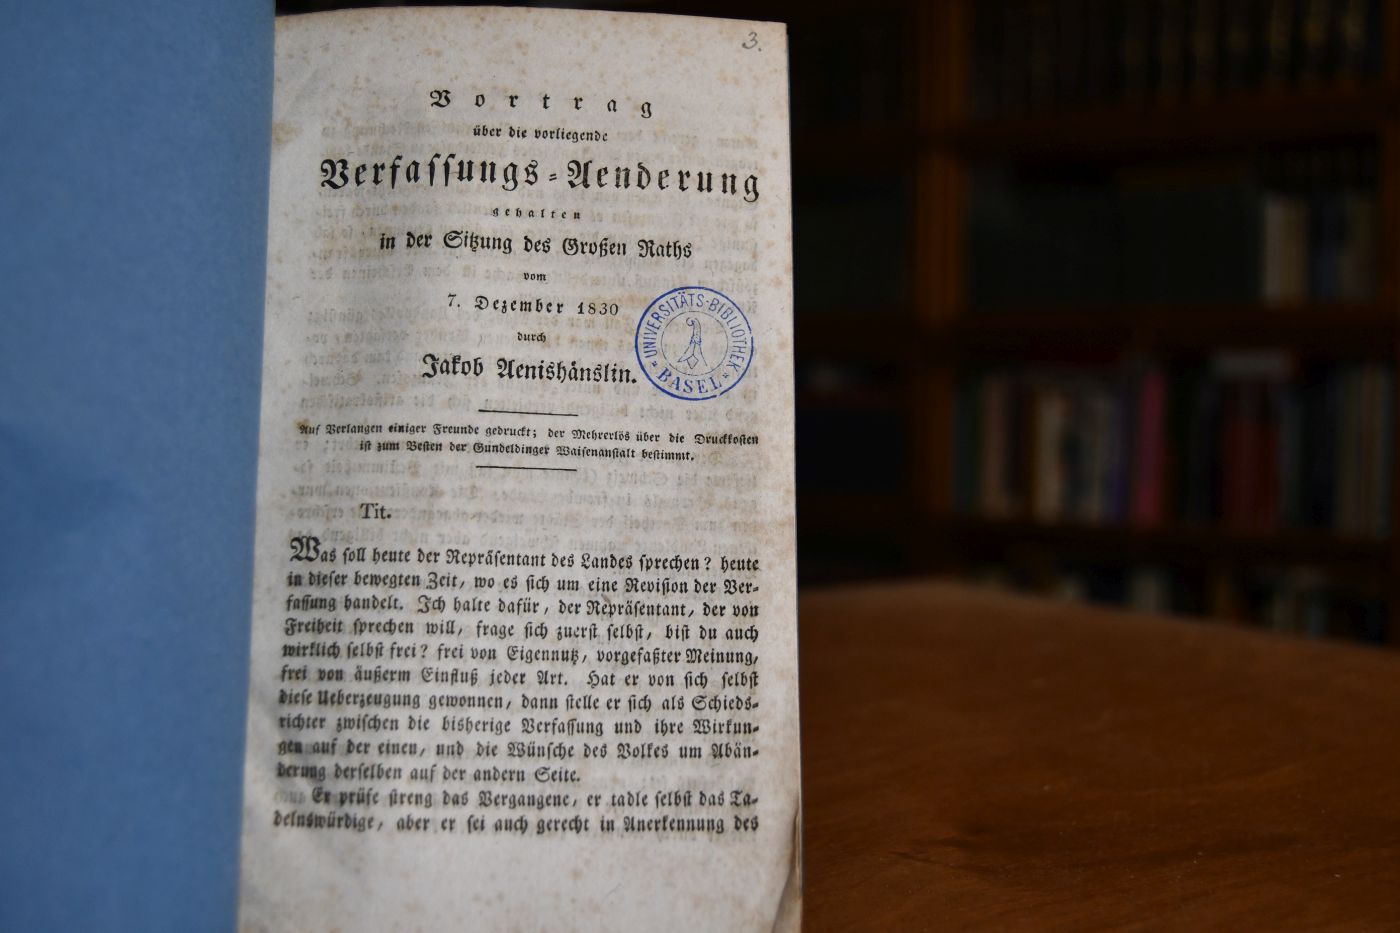 3.
Vortrag
über die vorliegende
Verfaſſungs-Aenderung
gehalten
in der Sitzung des Großen Raths
vom
7. Dezember 1830
durch
Jakob Aenishänslin.
UNIVERSITÄTS-BIBLIOTHEK
* BASEL *
Auf Verlangen einiger Freunde gedruckt; der Mehrerlös über die Druckkoſten
iſt zum Beſten der Gundeldinger Waiſenanſtalt beſtimmt.
Tit.
Was ſoll heute der Repräſentant des Landes ſprechen? heute
in dieſer bewegten Zeit, wo es ſich um eine Reviſion der Ver-
faſſung handelt. Ich halte dafür, der Repräſentant, der von
Freiheit ſprechen will, frage ſich zuerſt ſelbſt, biſt du auch
wirklich ſelbſt frei? frei von Eigennutz, vorgefaßter Meinung,
frei von äußerm Einfluß jeder Art. Hat er von ſich ſelbſt
dieſe Ueberzeugung gewonnen, dann ſtelle er ſich als Schieds-
richter zwiſchen die bisherige Verfaſſung und ihre Wirkun-
gen auf der einen, und die Wünſche des Volkes um Abän-
derung derſelben auf der andern Seite.
Er prüfe ſtreng das Vergangene, er tadle ſelbſt das Ta-
delnswürdige, aber er ſei auch gerecht in Anerkennung des